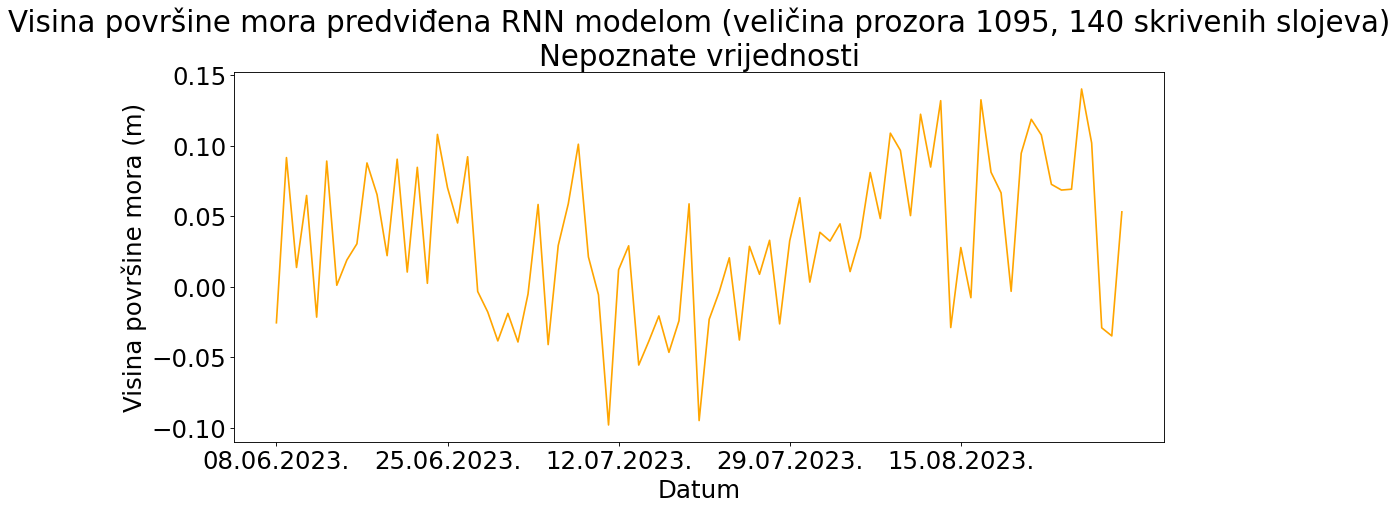 Visina površine mora predviđena RNN modelom (veličina prozora 1095, 140 skrivenih slojeva)
Nepoznate vrijednosti
Visina površine mora (m)
0.15
0.10
0.05
0.00
−0.05
−0.10
08.06.2023. 25.06.2023. 12.07.2023. 29.07.2023. 15.08.2023.
Datum